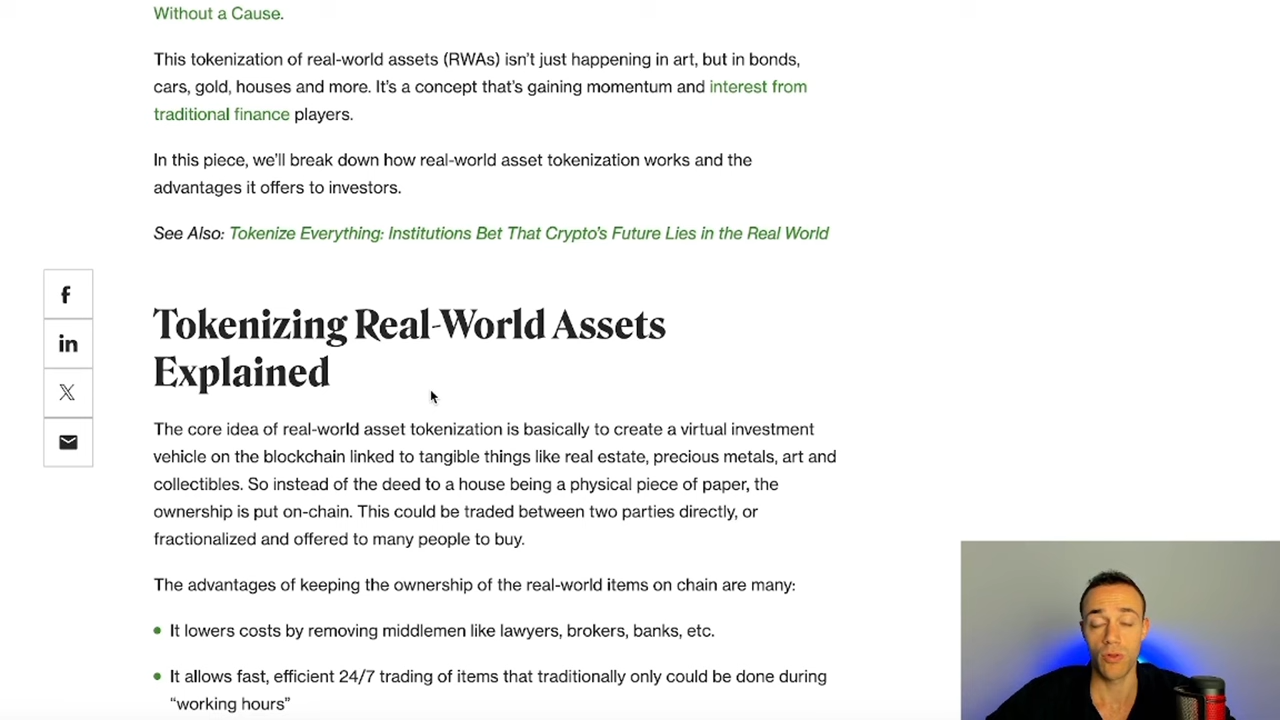 Without a Cause.
This tokenization of real-world assets (RWAs) isn't just happening in art, but in bonds,
cars, gold, houses and more. It's a concept that's gaining momentum and interest from
traditional finance players.
In this piece, we'll break down how real-world asset tokenization works and the
advantages it offers to investors.
See Also: Tokenize Everything: Institutions Bet That Crypto's Future Lies in the Real World
f
in
X
Tokenizing Real-World Assets
Explained
The core idea of real-world asset tokenization is basically to create a virtual investment
vehicle on the blockchain linked to tangible things like real estate, precious metals, art and
collectibles. So instead of the deed to a house being a physical piece of paper, the
ownership is put on-chain. This could be traded between two parties directly, or
fractionalized and offered to many people to buy.
The advantages of keeping the ownership of the real-world items on chain are many:
• It lowers costs by removing middlemen like lawyers, brokers, banks, etc.
• It allows fast, efficient 24/7 trading of items that traditionally only could be done during
“working hours”